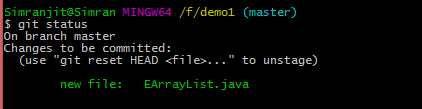 Simranjit@Simran MINGW64 /f/demo1 (master)
$ git status
On branch master
Changes to be committed:
  (use "git reset HEAD <file>..." to unstage)

        new file:   EArrayList.java